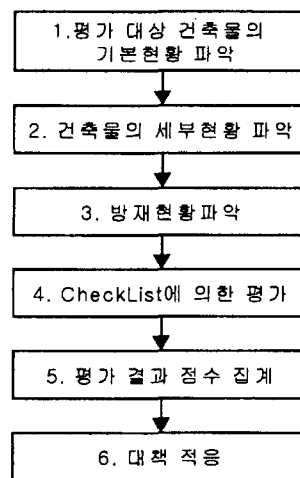 1.평가 대상 건축물의
기본현황 파악
2. 건축물의 세부현황 파악
3. 방재현황파악
4. CheckList에 의한 평가
5. 평가 결과 점수 집계
6. 대책 적응